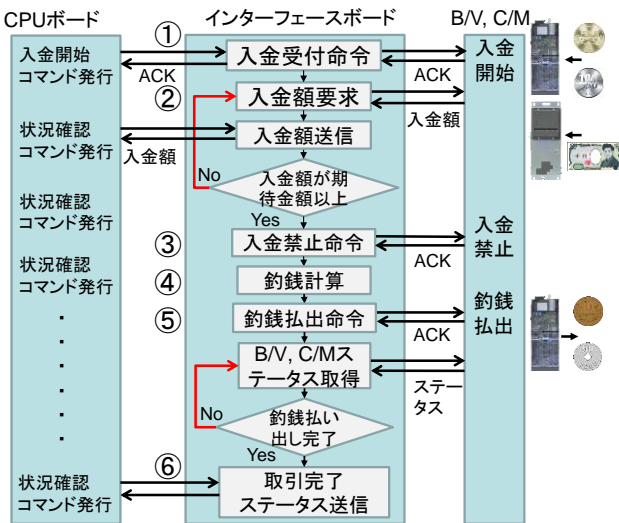 CPUボード
インターフェースボード
B/V, C/M
①
入金開始
コマンド発行
ACK
入金受付命令
ACK
入金
開始
②
入金額要求
入金額
状況確認
コマンド発行
入金額
入金額送信
No
入金額が期
待金額以上
Yes
状況確認
コマンド発行
③
入金禁止命令
ACK
入金
禁止
状況確認
コマンド発行
④
釣銭計算
⑤
釣銭払出命令
ACK
釣銭
払出
B/V, C/Mス
テータス取得
ステー
タス
No
釣銭払い
出し完了
Yes
⑥
状況確認
コマンド発行
取引完了
ステータス送信